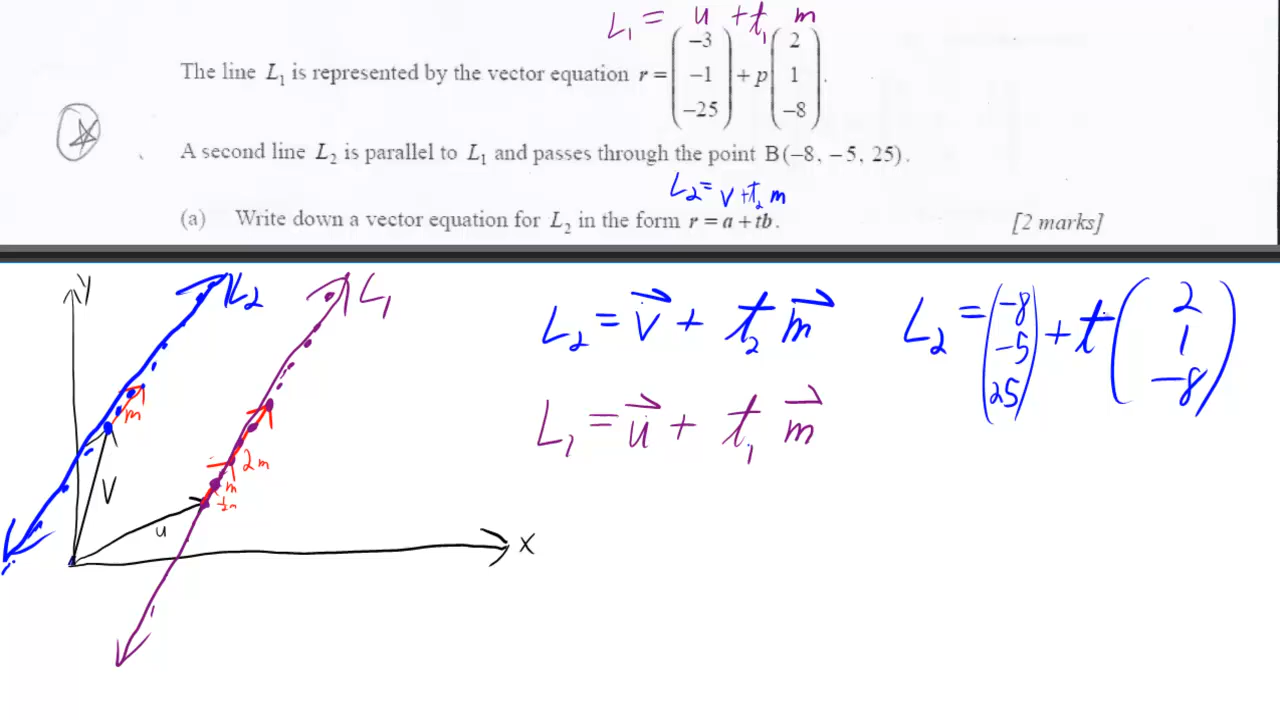 L₁ = u + t₁ m
The line L₁ is represented by the vector equation r = (−3, −1, −25) + p (2, 1, −8).
A second line L₂ is parallel to L₁ and passes through the point B(−8, −5, 25).
L₂ = v + t₂ m
(a) Write down a vector equation for L₂ in the form r = a + tb. [2 marks]
y
L₂
L₁
L₂ = v⃗ + t₂ m⃗
L₂ = (−8, −5, 25) + t (2, 1, −8)
L₁ = u⃗ + t₁ m⃗
m
2m
v
m
½m
u
x